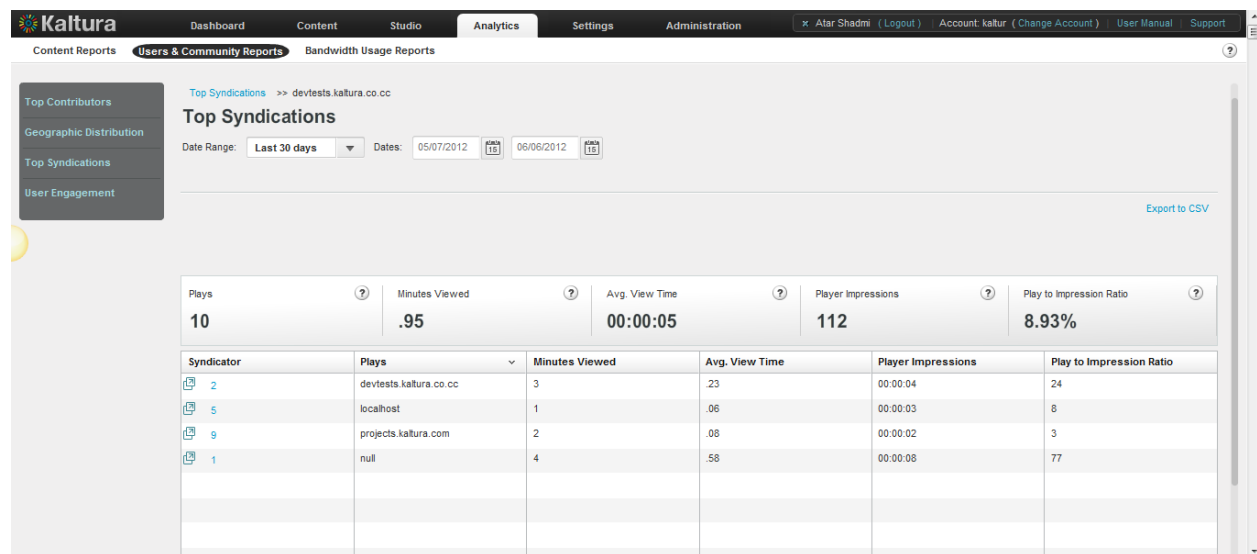 Kaltura Dashboard Content Studio Analytics Settings Administration × Atar Shadmi ( Logout ) Account: kaltur ( Change Account ) User Manual Support
Content Reports Users & Community Reports Bandwidth Usage Reports ?
Top Contributors
Geographic Distribution
Top Syndications
User Engagement
Top Syndications >> devtests.kaltura.co.cc
Top Syndications
Date Range: Last 30 days Dates: 05/07/2012 15 06/06/2012 15
Export to CSV
Plays ? Minutes Viewed ? Avg. View Time ? Player Impressions ? Play to Impression Ratio ?
10 .95 00:00:05 112 8.93%
Syndicator Plays Minutes Viewed Avg. View Time Player Impressions Play to Impression Ratio
2 devtests.kaltura.co.cc 3 .23 00:00:04 24
5 localhost 1 .06 00:00:03 8
9 projects.kaltura.com 2 .08 00:00:02 3
1 null 4 .58 00:00:08 77